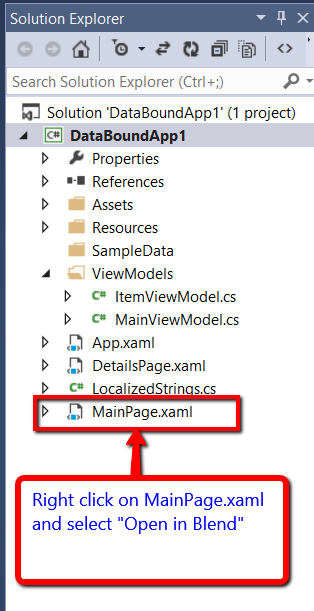 Solution Explorer
Search Solution Explorer (Ctrl+;)
Solution 'DataBoundApp1' (1 project)
C# DataBoundApp1
Properties
References
Assets
Resources
SampleData
ViewModels
C# ItemViewModel.cs
C# MainViewModel.cs
App.xaml
DetailsPage.xaml
C# LocalizedStrings.cs
MainPage.xaml
Right click on MainPage.xaml
and select "Open in Blend"